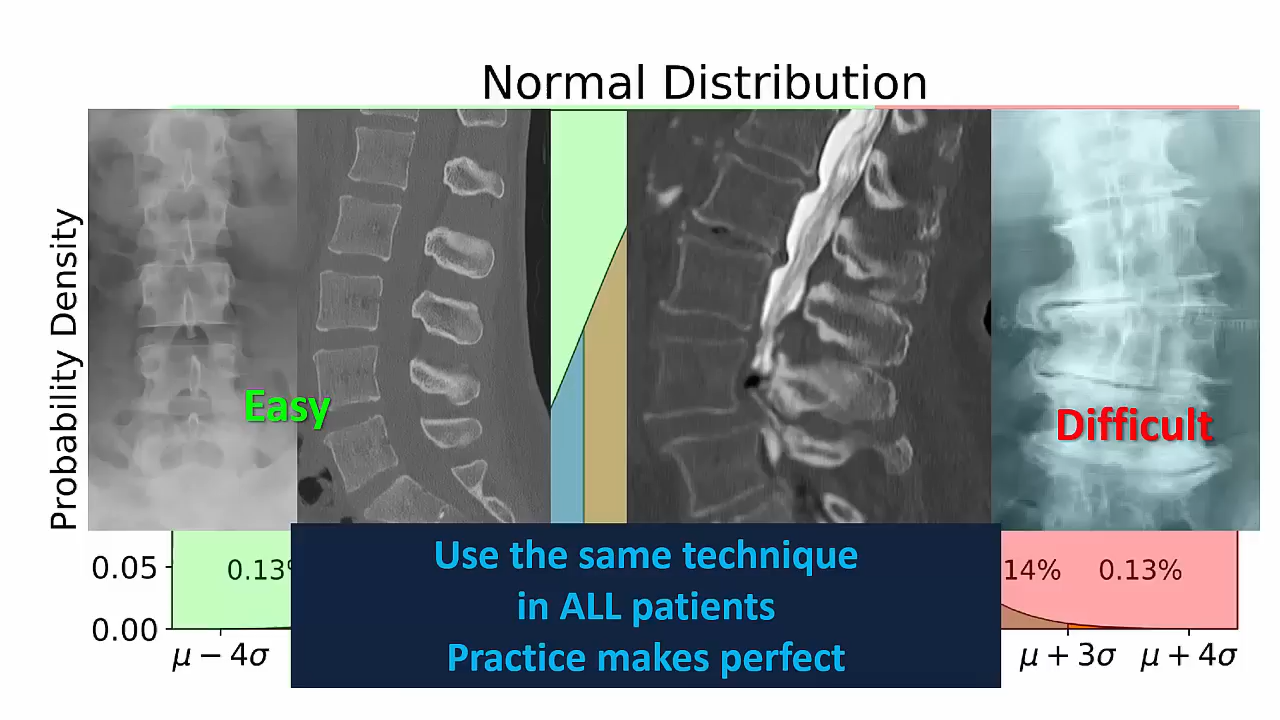 Normal Distribution
Probability Density
Easy
Difficult
Use the same technique
in ALL patients
Practice makes perfect
0.05
0.13%
14%
0.13%
0.00
μ − 4σ
μ + 3σ
μ + 4σ